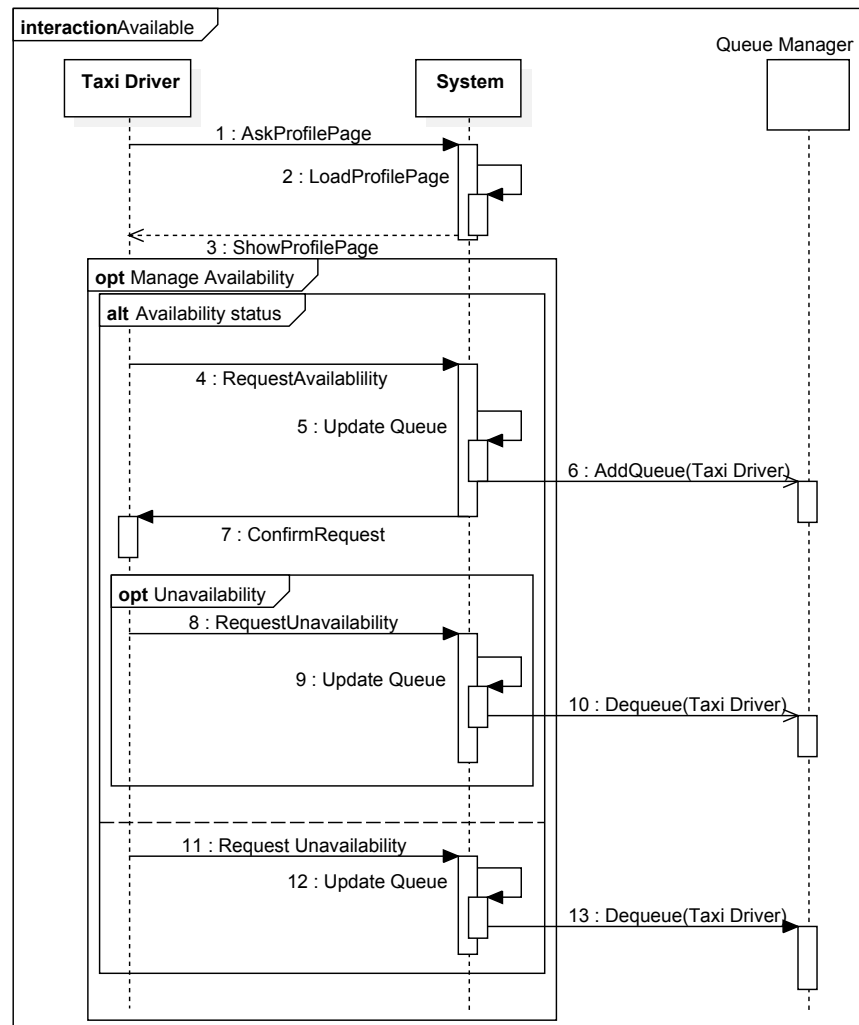 interactionAvailable
Queue Manager
Taxi Driver
System
1 : AskProfilePage
2 : LoadProfilePage
3 : ShowProfilePage
opt Manage Availability
alt Availability status
4 : RequestAvailablility
5 : Update Queue
6 : AddQueue(Taxi Driver)
7 : ConfirmRequest
opt Unavailability
8 : RequestUnavailability
9 : Update Queue
10 : Dequeue(Taxi Driver)
11 : Request Unavailability
12 : Update Queue
13 : Dequeue(Taxi Driver)